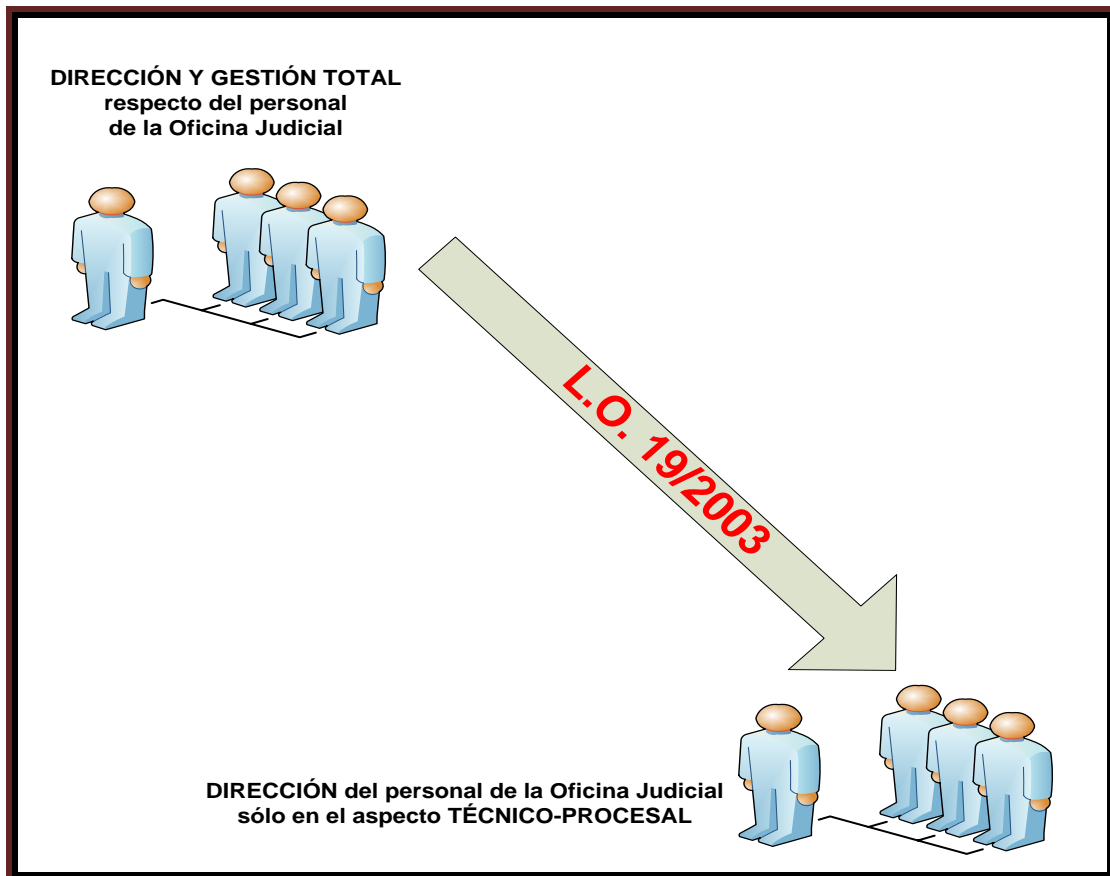 DIRECCIÓN Y GESTIÓN TOTAL
respecto del personal
de la Oficina Judicial
L.O. 19/2003
DIRECCIÓN del personal de la Oficina Judicial
sólo en el aspecto TÉCNICO-PROCESAL